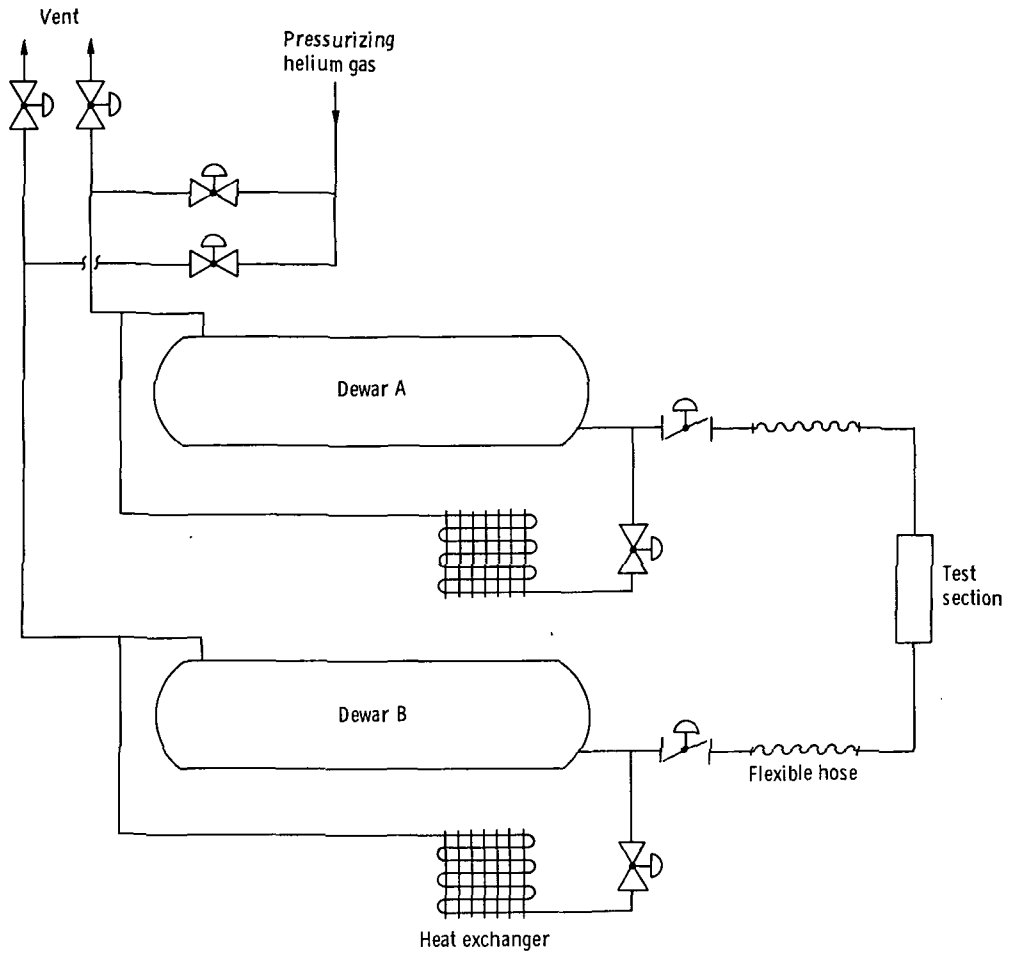 Vent
Pressurizing
helium gas
Dewar A
Test
section
Dewar B
Flexible hose
Heat exchanger